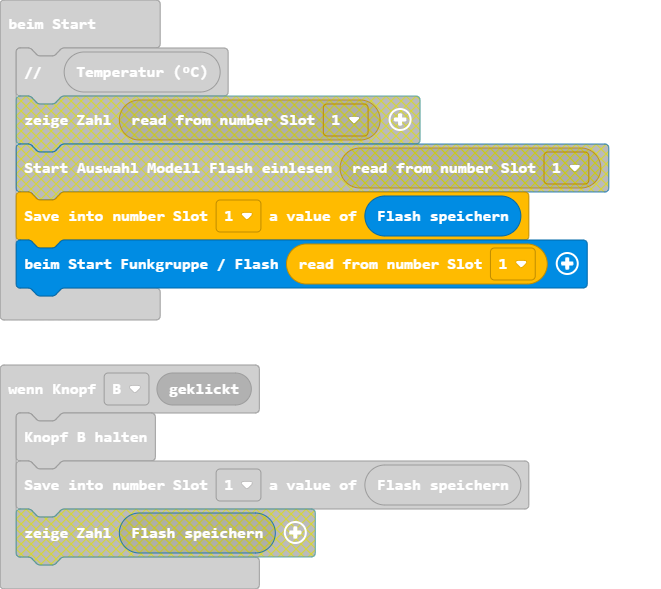 beim Start
// Temperatur (°C)
zeige Zahl read from number Slot 1
Start Auswahl Modell Flash einlesen read from number Slot 1
Save into number Slot 1 a value of Flash speichern
beim Start Funkgruppe / Flash read from number Slot 1
wenn Knopf B geklickt
Knopf B halten
Save into number Slot 1 a value of Flash speichern
zeige Zahl Flash speichern